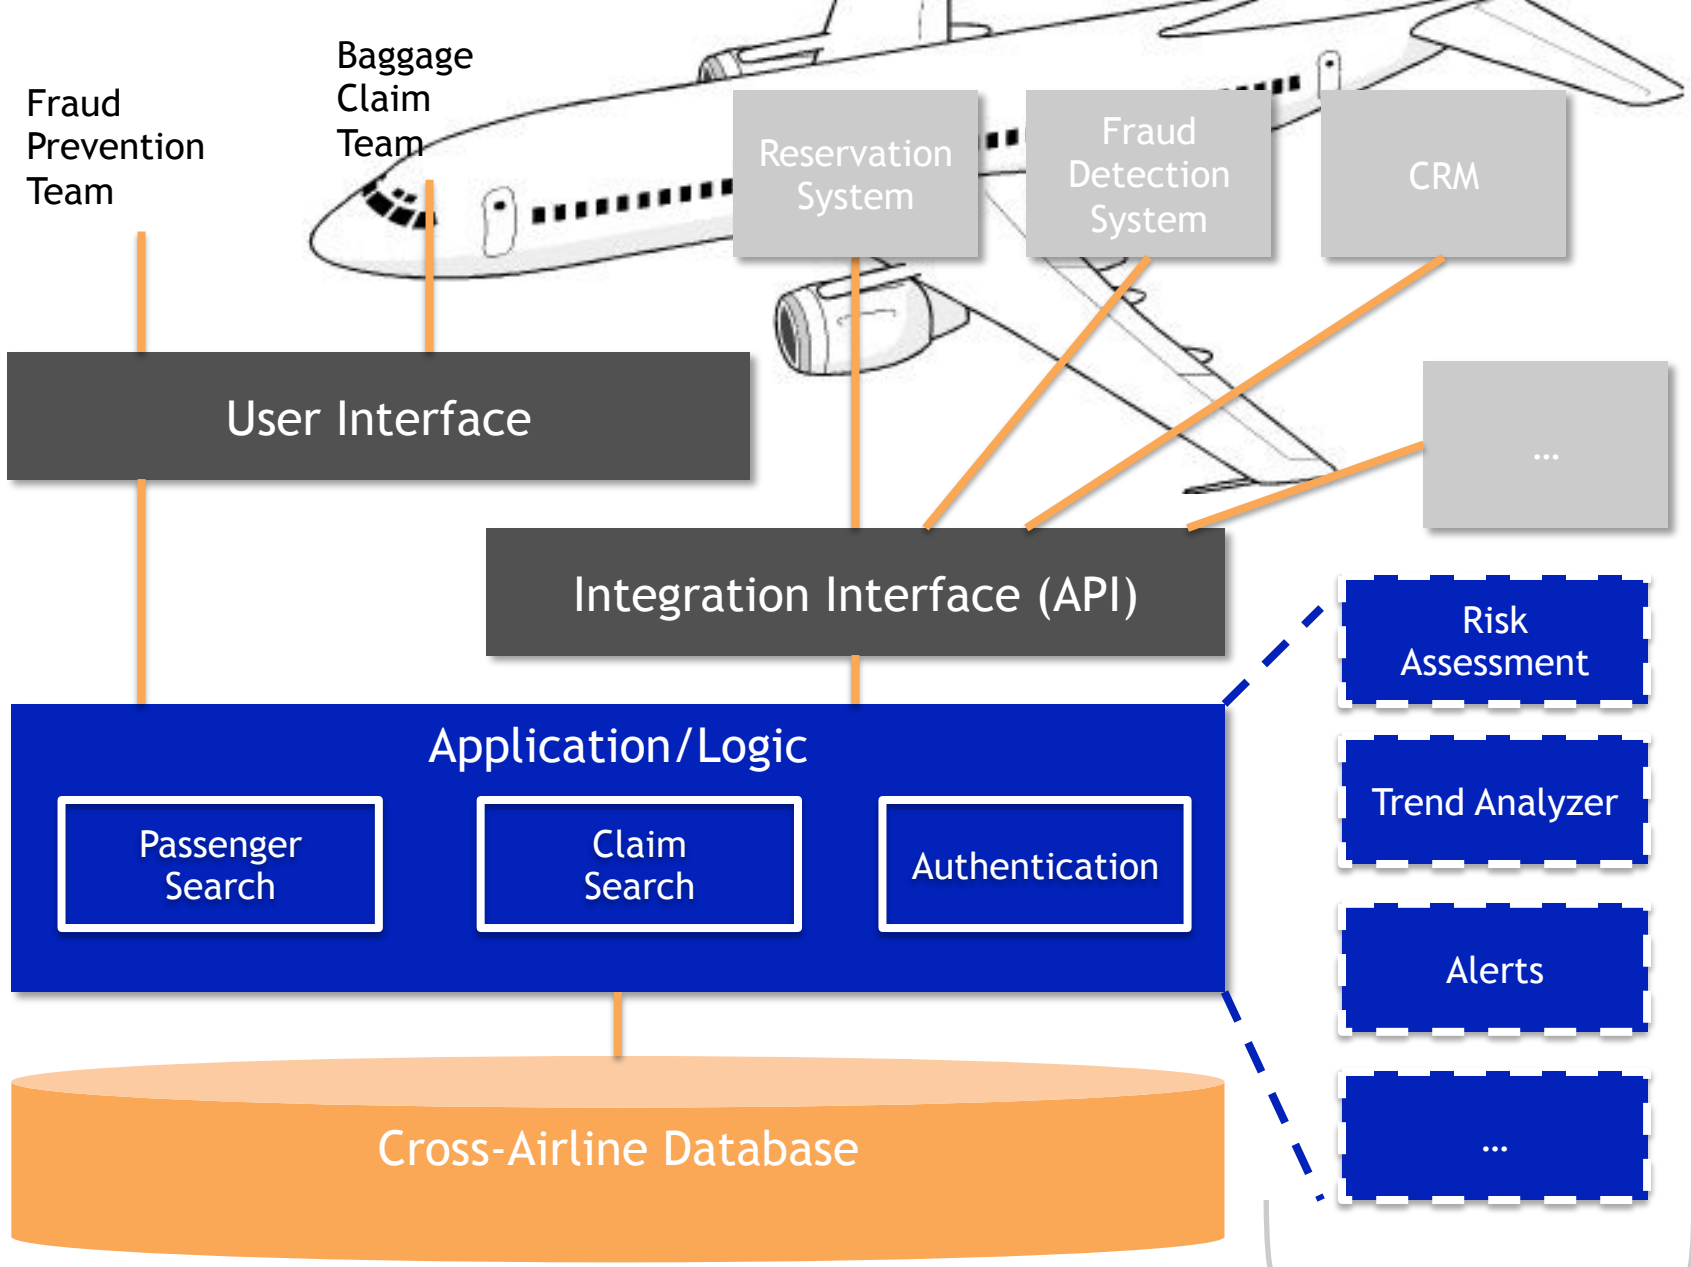 Fraud
Prevention
Team
Baggage
Claim
Team
Reservation
System
Fraud
Detection
System
CRM
...
User Interface
Integration Interface (API)
Application/Logic
Passenger
Search
Claim
Search
Authentication
Risk
Assessment
Trend Analyzer
Alerts
...
Cross-Airline Database